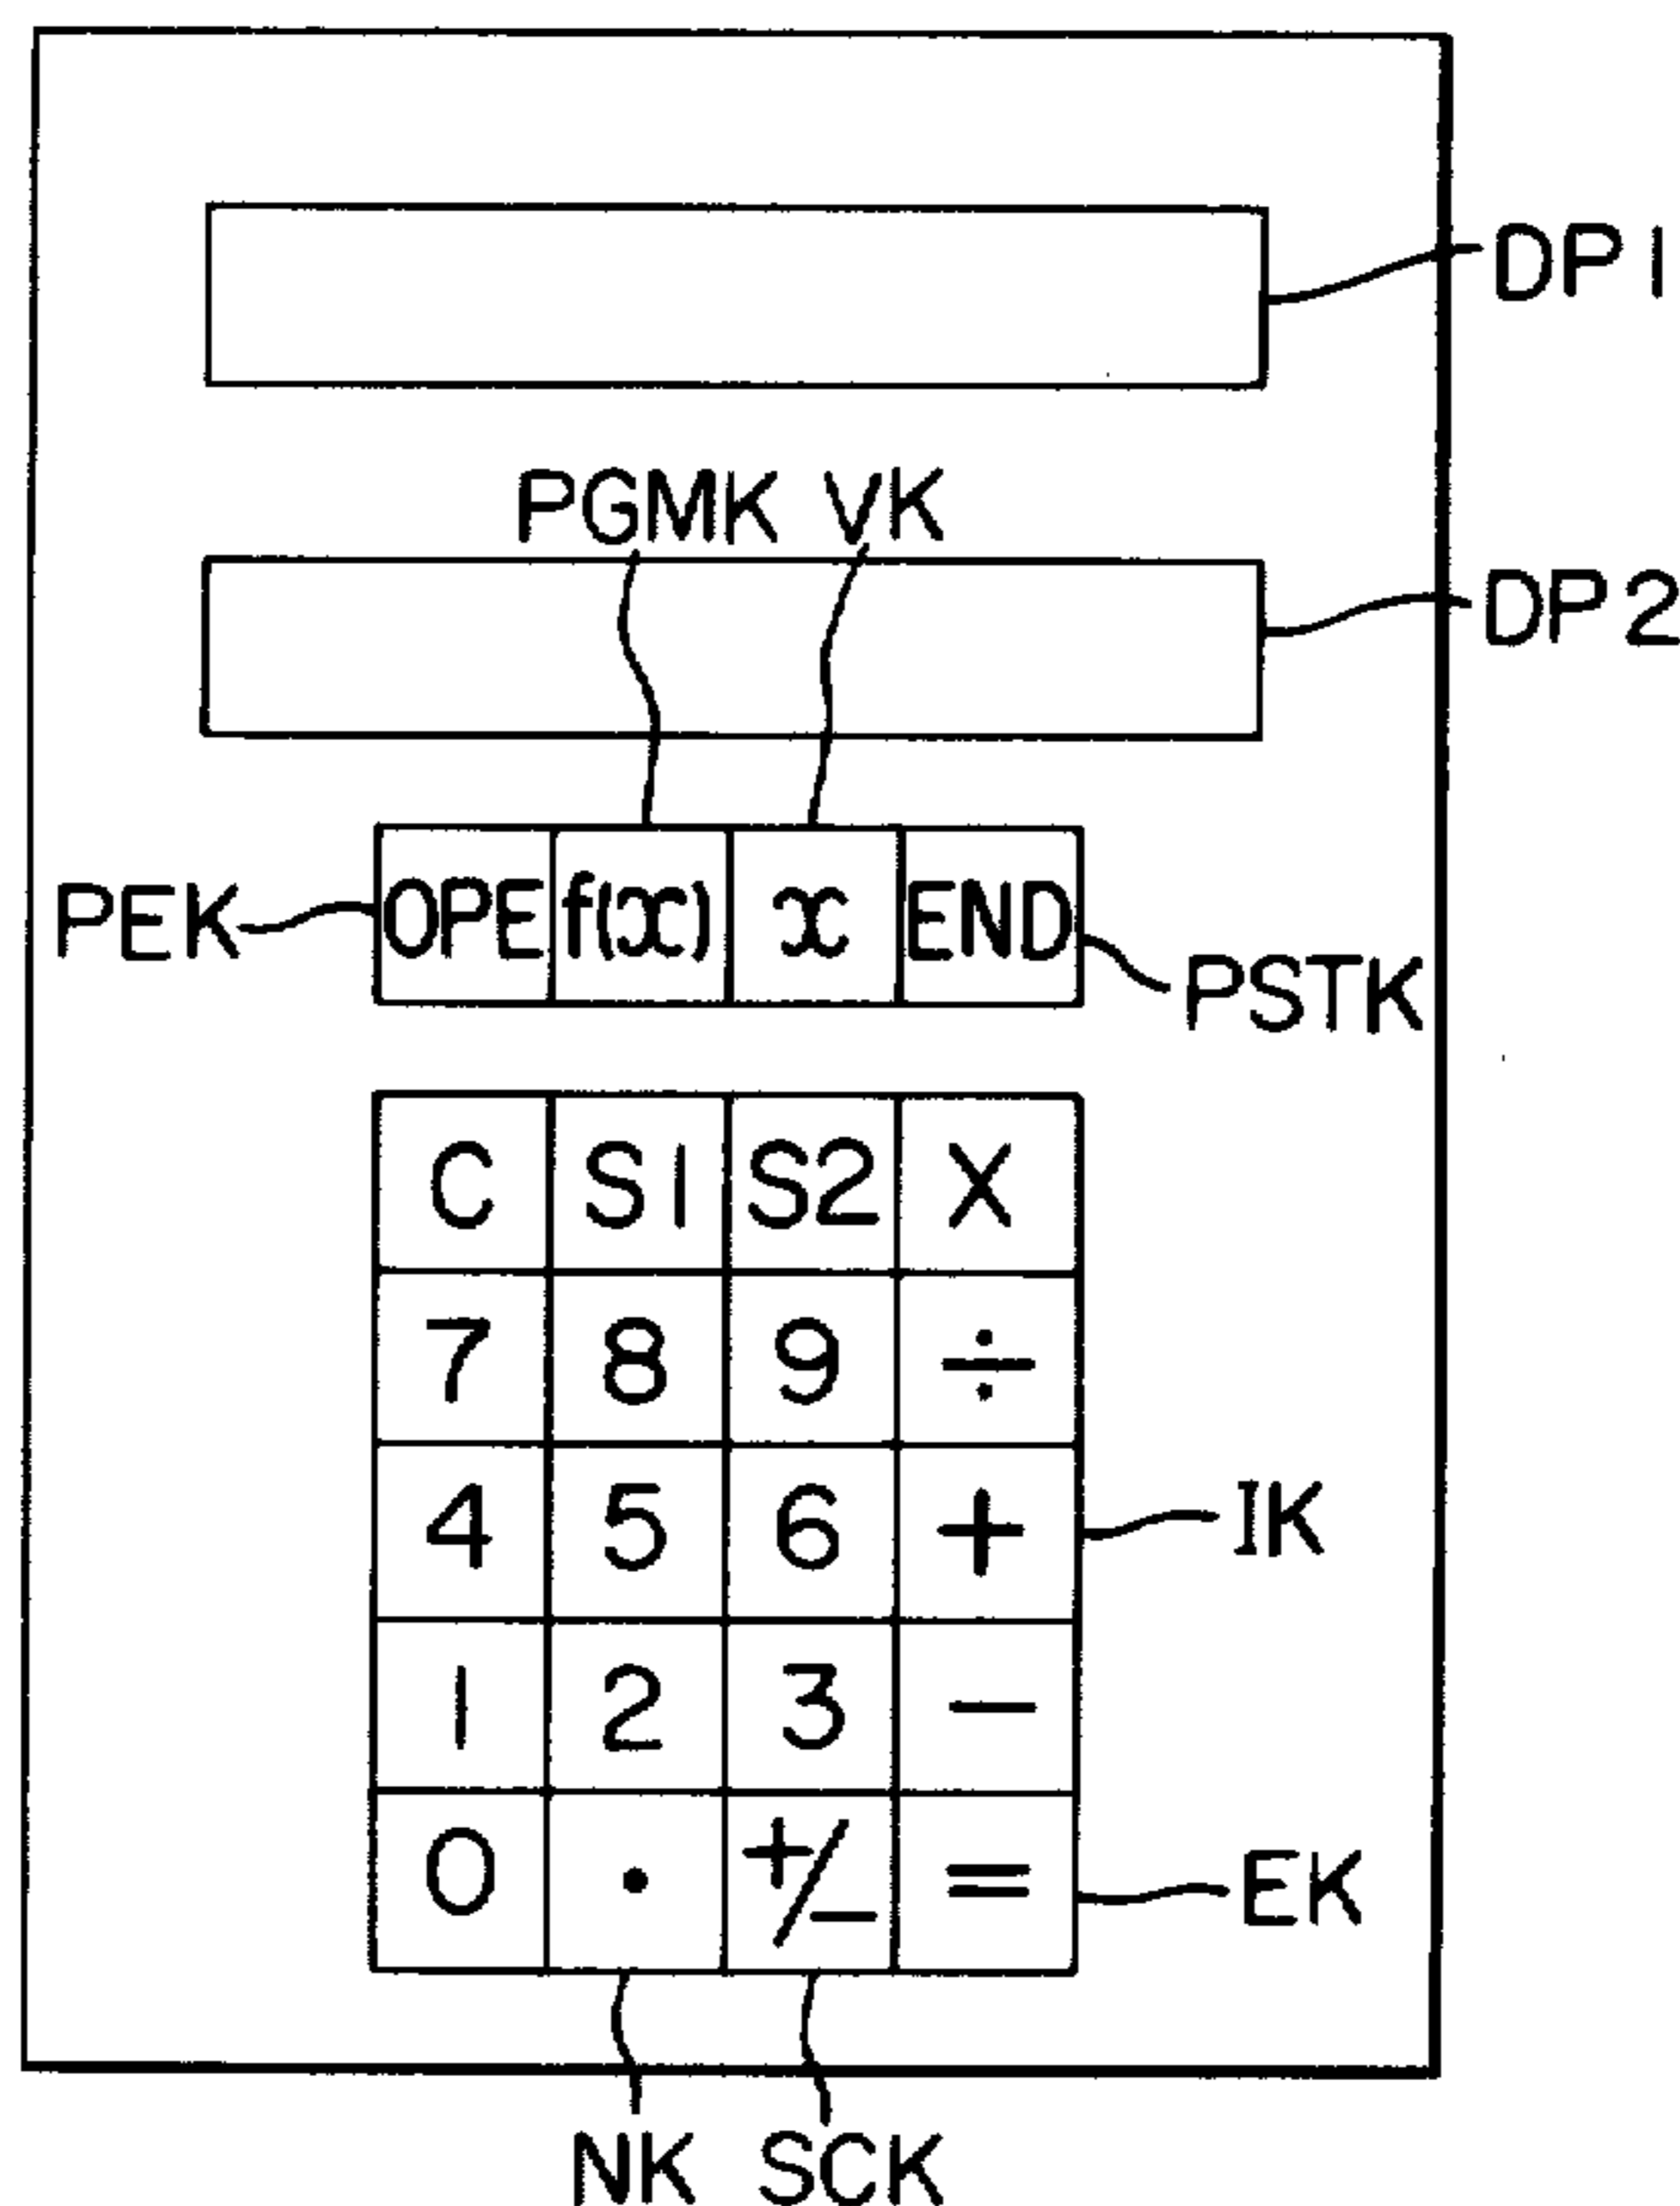 DP1
PGMK VK
DP2
PEK OPE f(x) x END PSTK
C S1 S2 X
7 8 9 ÷
4 5 6 + IK
1 2 3 −
0 . +/− = EK
NK SCK